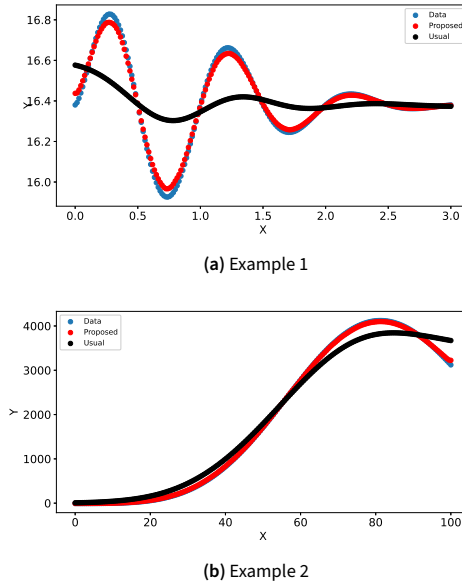 16.8
16.6
Y
16.4
16.2
16.0
0.0 0.5 1.0 1.5 2.0 2.5 3.0
X
Data
Proposed
Usual
(a) Example 1
4000
3000
Y
2000
1000
0
0 20 40 60 80 100
X
Data
Proposed
Usual
(b) Example 2